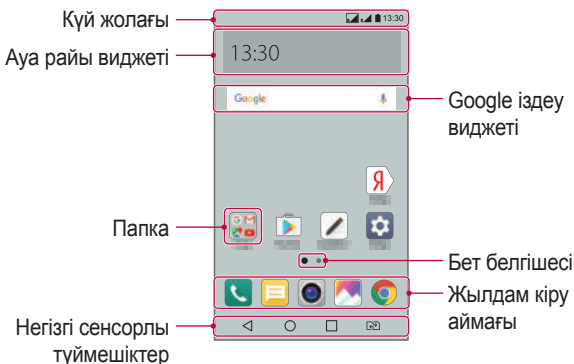 Күй жолағы
13:30
Ауа райы виджеті
13:30
Google
Google іздеу
виджеті
Я
Папка
G M
Бет белгішесі
Жылдам кіру
аймағы
Негізгі сенсорлы
түймешіктер